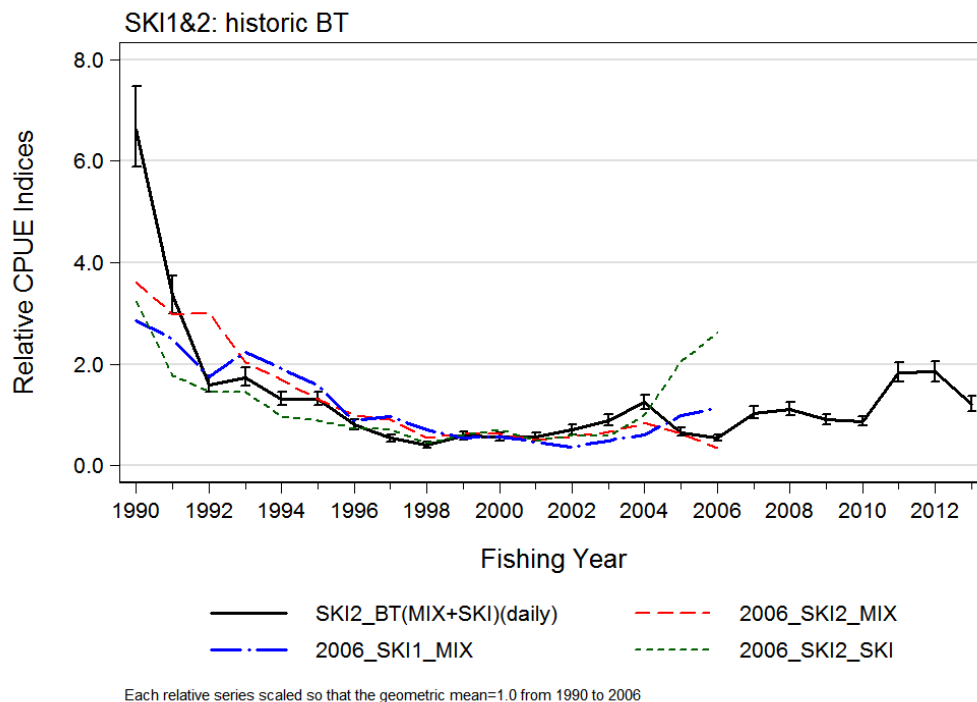 SKI1&2: historic BT
8.0
6.0
4.0
2.0
0.0
Relative CPUE Indices
1990 1992 1994 1996 1998 2000 2002 2004 2006 2008 2010 2012
Fishing Year
SKI2_BT(MIX+SKI)(daily) 2006_SKI2_MIX
2006_SKI1_MIX 2006_SKI2_SKI
Each relative series scaled so that the geometric mean=1.0 from 1990 to 2006